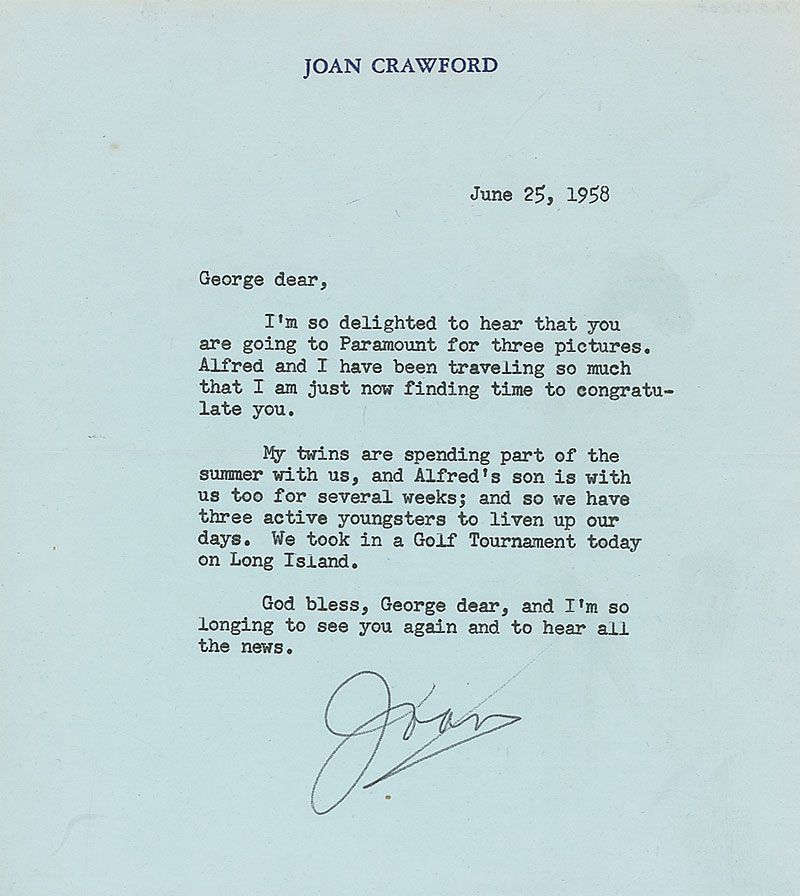 JOAN CRAWFORD
June 25, 1958
George dear,
I'm so delighted to hear that you
are going to Paramount for three pictures.
Alfred and I have been traveling so much
that I am just now finding time to congratu-
late you.
My twins are spending part of the
summer with us, and Alfred's son is with
us too for several weeks; and so we have
three active youngsters to liven up our
days. We took in a Golf Tournament today
on Long Island.
God bless, George dear, and I'm so
longing to see you again and to hear all
the news.
Joan